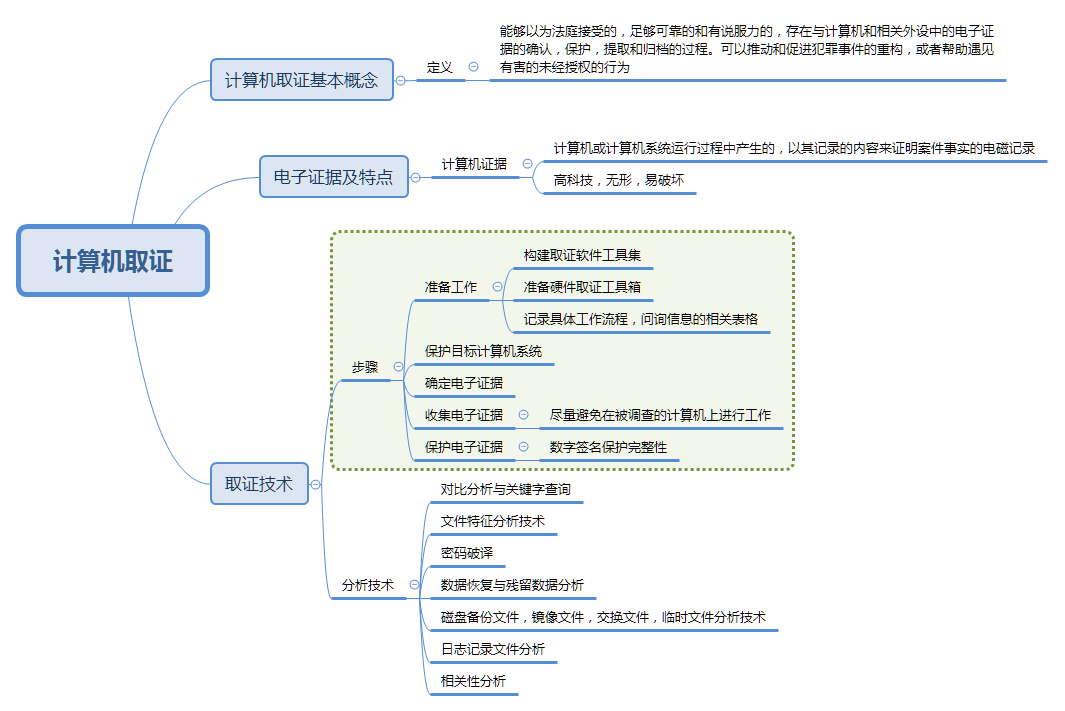 计算机取证
计算机取证基本概念
定义
能够以为法庭接受的，足够可靠的和有说服力的，存在与计算机和相关外设中的电子证
据的确认，保护，提取和归档的过程。可以推动和促进犯罪事件的重构，或者帮助遇见
有害的未经授权的行为
电子证据及特点
计算机证据
计算机或计算机系统运行过程中产生的，以其记录的内容来证明案件事实的电磁记录
高科技，无形，易破坏
取证技术
步骤
准备工作
构建取证软件工具集
准备硬件取证工具箱
记录具体工作流程，问询信息的相关表格
保护目标计算机系统
确定电子证据
收集电子证据
尽量避免在被调查的计算机上进行工作
保护电子证据
数字签名保护完整性
分析技术
对比分析与关键字查询
文件特征分析技术
密码破译
数据恢复与残留数据分析
磁盘备份文件，镜像文件，交换文件，临时文件分析技术
日志记录文件分析
相关性分析